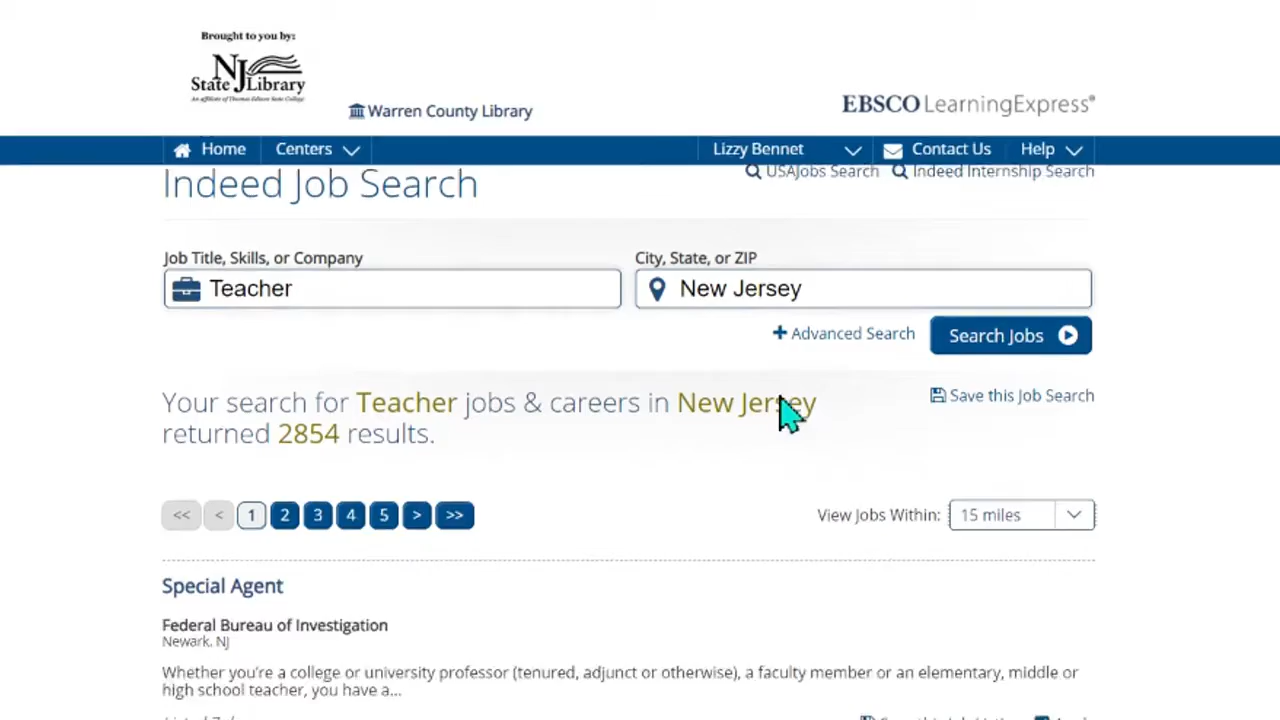 Brought to you by:
NJ
State Library
An affiliate of Thomas Edison State College
Warren County Library
EBSCO LearningExpress®
Home
Centers
Lizzy Bennet
Contact Us
Help
Indeed Job Search
USAJobs Search
Indeed Internship Search
Job Title, Skills, or Company
City, State, or ZIP
Teacher
New Jersey
Advanced Search
Search Jobs
Your search for Teacher jobs & careers in New Jersey
returned 2854 results.
Save this Job Search
<< < 1 2 3 4 5 > >>
View Jobs Within: 15 miles
Special Agent
Federal Bureau of Investigation
Newark, NJ
Whether you're a college or university professor (tenured, adjunct or otherwise), a faculty member or an elementary, middle or
high school teacher, you have a...